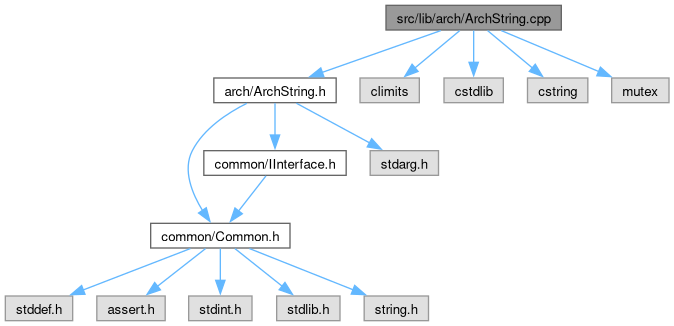 src/lib/arch/ArchString.cpp
arch/ArchString.h
climits
cstdlib
cstring
mutex
common/IInterface.h
stdarg.h
common/Common.h
stddef.h
assert.h
stdint.h
stdlib.h
string.h